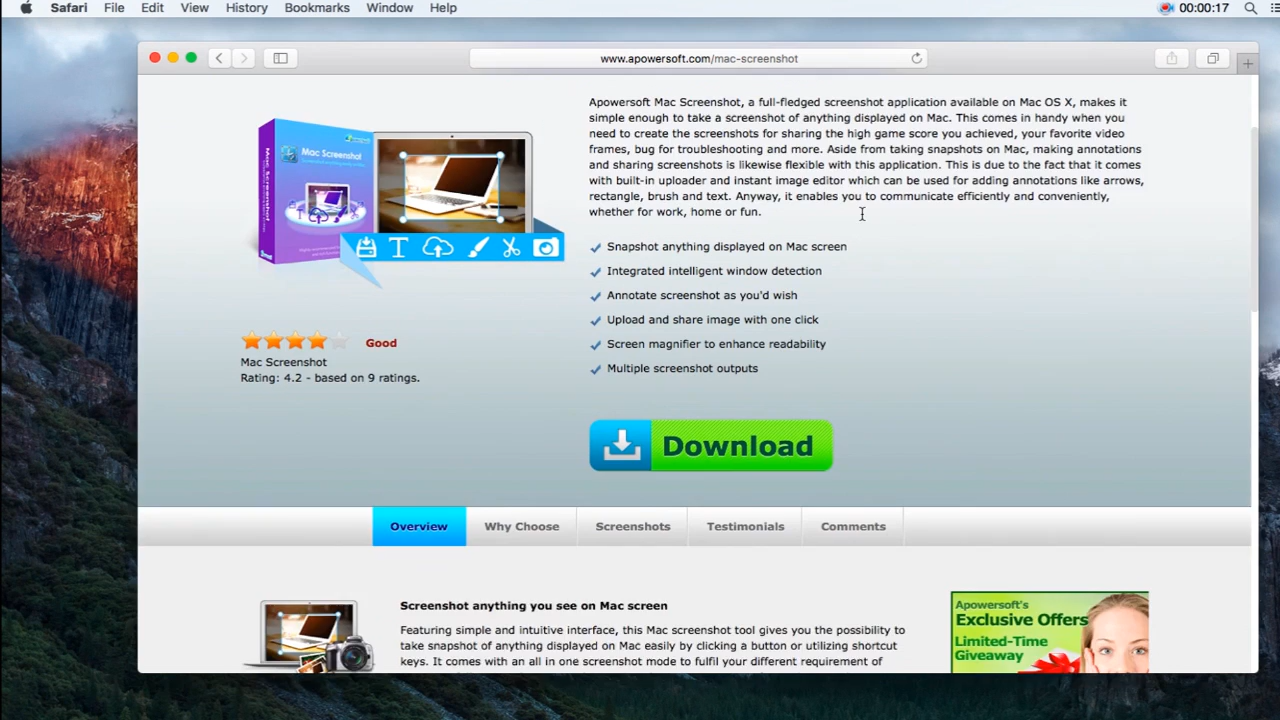 Safari File Edit View History Bookmarks Window Help 00:00:17
www.apowersoft.com/mac-screenshot
Apowersoft Mac Screenshot, a full-fledged screenshot application available on Mac OS X, makes it
simple enough to take a screenshot of anything displayed on Mac. This comes in handy when you
need to create the screenshots for sharing the high game score you achieved, your favorite video
frames, bug for troubleshooting and more. Aside from taking snapshots on Mac, making annotations
and sharing screenshots is likewise flexible with this application. This is due to the fact that it comes
with built-in uploader and instant image editor which can be used for adding annotations like arrows,
rectangle, brush and text. Anyway, it enables you to communicate efficiently and conveniently,
whether for work, home or fun.
Mac Screenshot
Mac Screenshot
T
Snapshot anything displayed on Mac screen
Integrated intelligent window detection
Annotate screenshot as you'd wish
Upload and share image with one click
Screen magnifier to enhance readability
Multiple screenshot outputs
Good
Mac Screenshot
Rating: 4.2 - based on 9 ratings.
Download
Overview Why Choose Screenshots Testimonials Comments
Screenshot anything you see on Mac screen
Featuring simple and intuitive interface, this Mac screenshot tool gives you the possibility to
take snapshot of anything displayed on Mac easily by clicking a button or utilizing shortcut
keys. It comes with an all in one screenshot mode to fulfil your different requirement of
Apowersoft's
Exclusive Offers
Limited-Time
Giveaway